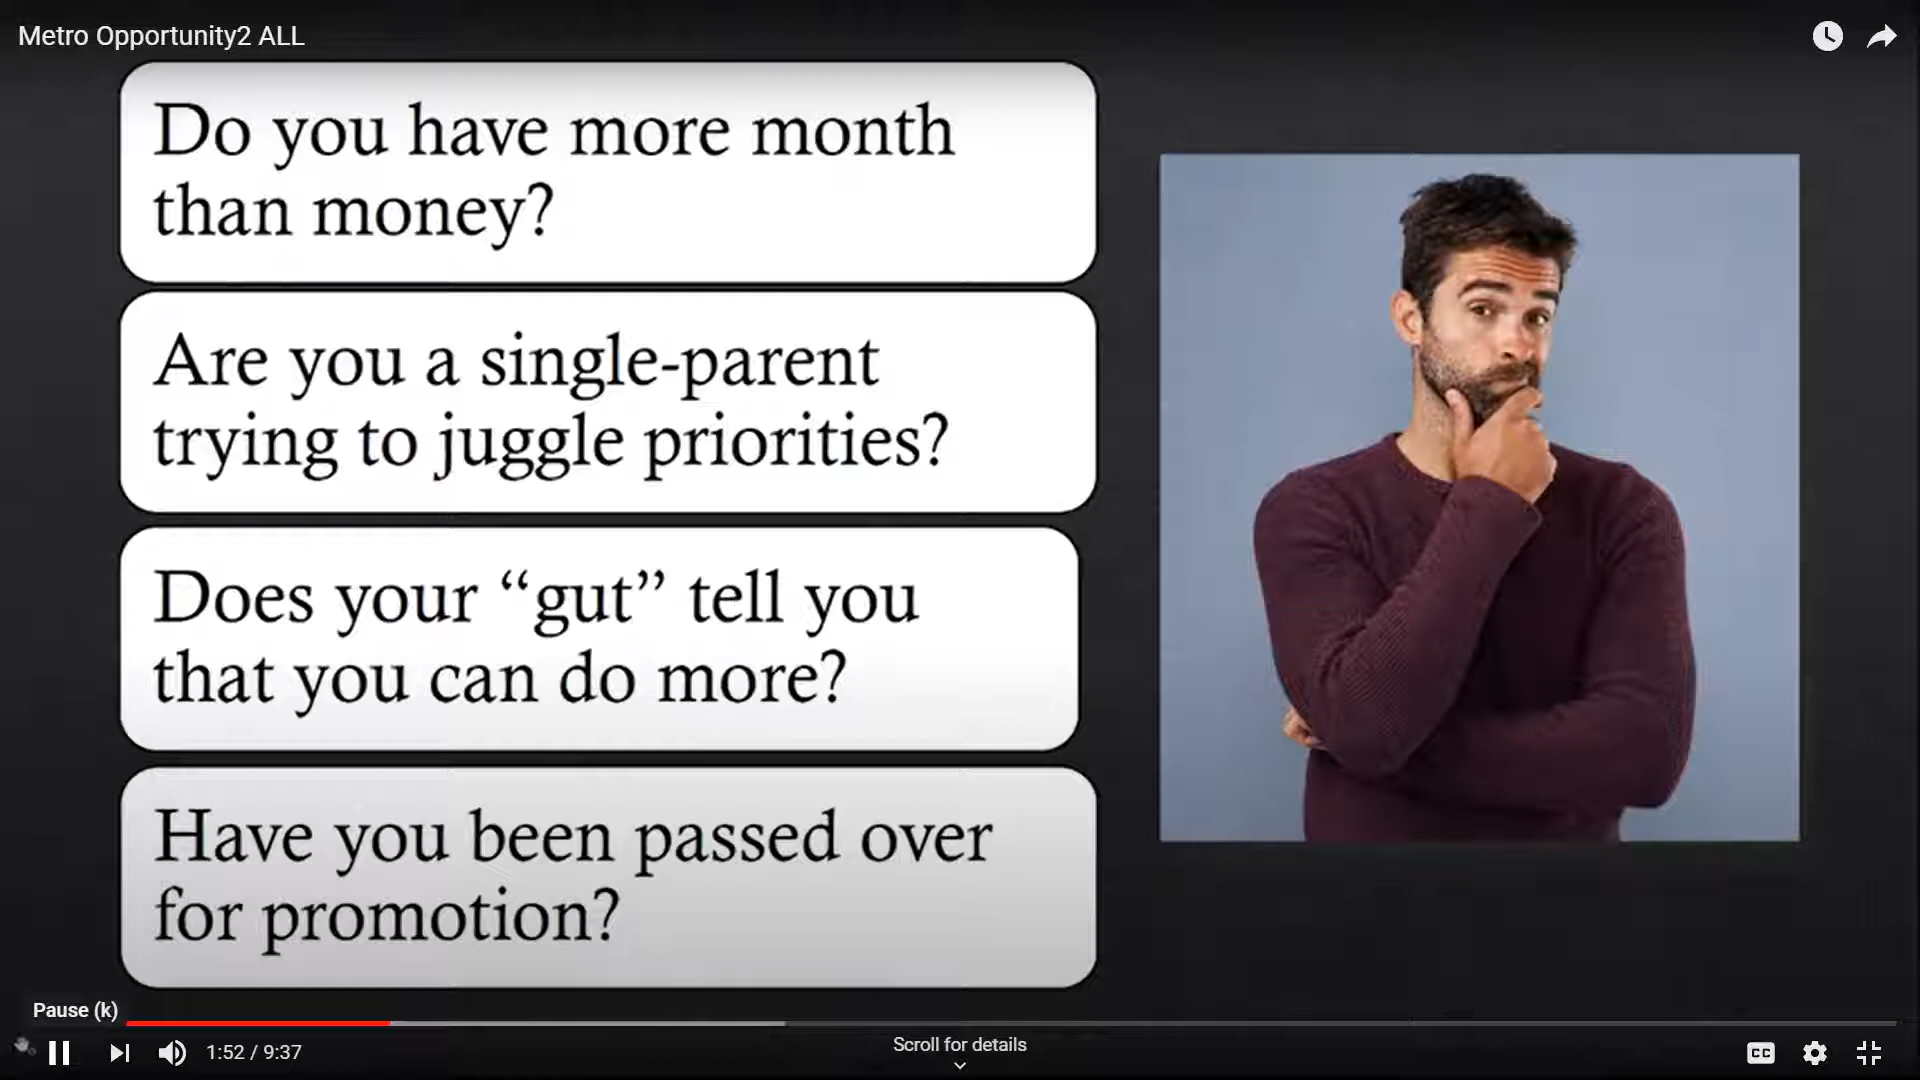 Metro Opportunity2 ALL
Do you have more month
than money?
Are you a single-parent
trying to juggle priorities?
Does your “gut” tell you
that you can do more?
Have you been passed over
for promotion?
Pause (k)
1:52 / 9:37
Scroll for details
CC